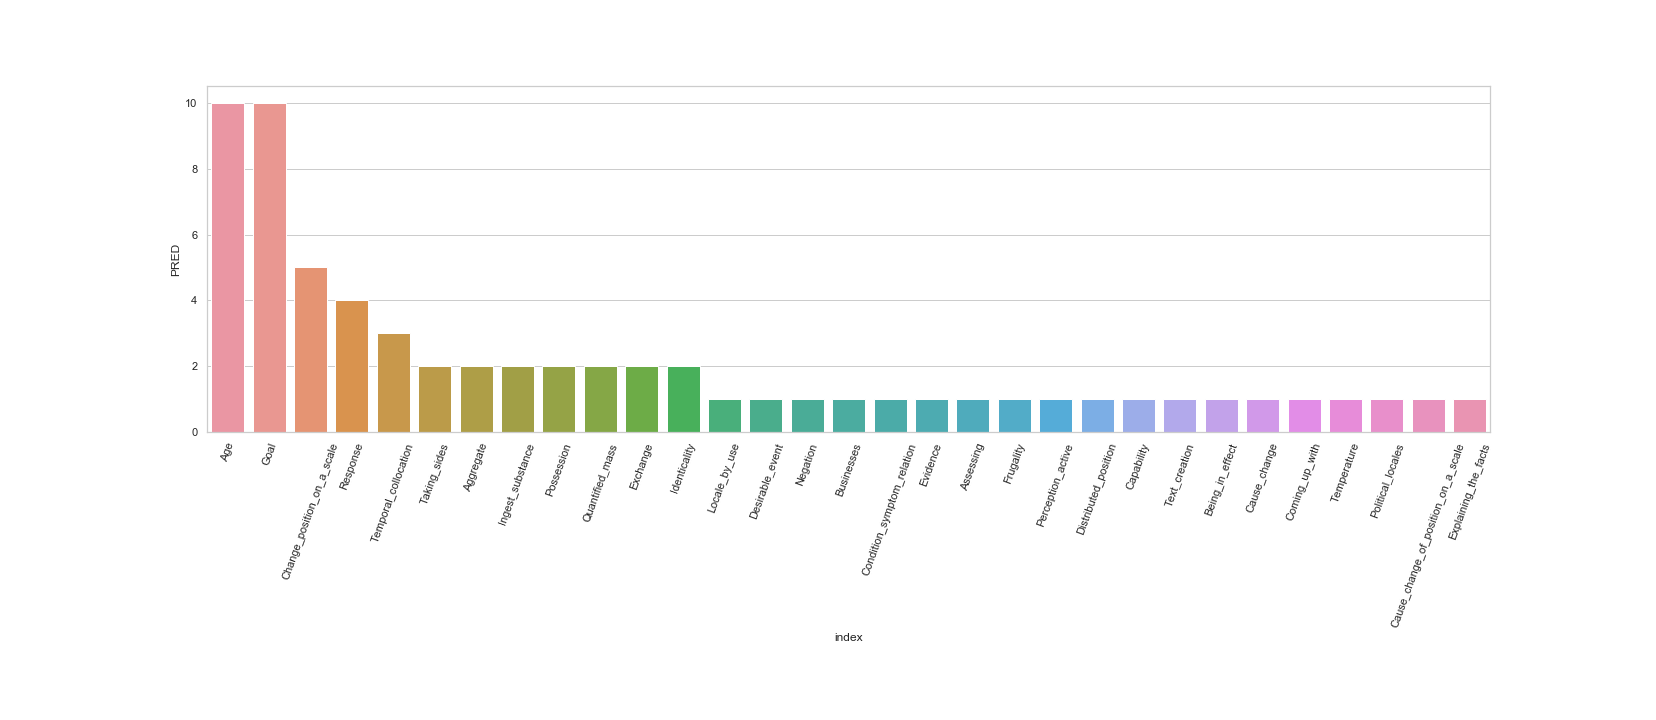 PRED
10
8
6
4
2
0
Age
Goal
Change_position_on_a_scale
Response
Temporal_collocation
Taking_sides
Aggregate
Ingest_substance
Possession
Quantified_mass
Exchange
Identicality
Locale_by_use
Desirable_event
Negation
Businesses
Condition_symptom_relation
Evidence
Assessing
Frugality
Perception_active
Distributed_position
Capability
Text_creation
Being_in_effect
Cause_change
Coming_up_with
Temperature
Political_locales
Cause_change_of_position_on_a_scale
Explaining_the_facts
index